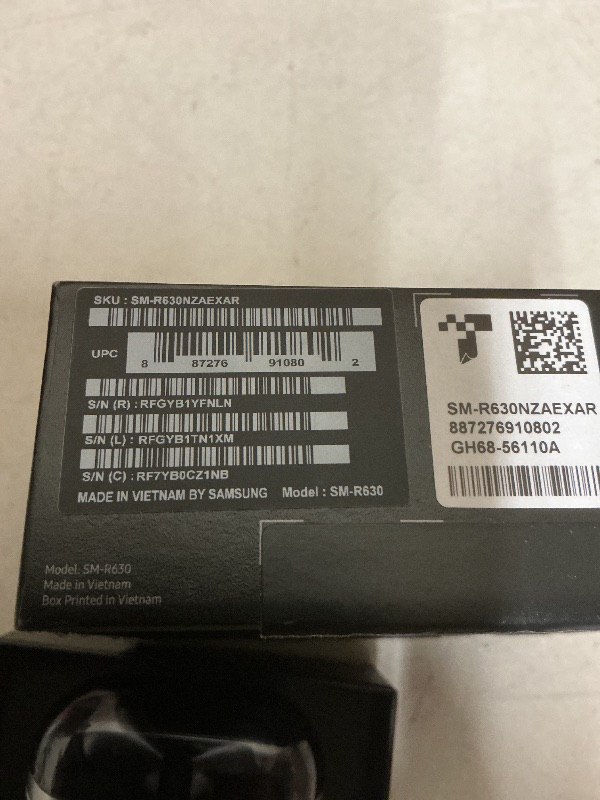 SKU : SM-R630NZAEXAR
UPC
8 87276 91080 2
S/N (R) : RFGYB1YFNLN
S/N (L) : RFGYB1TN1XM
S/N (C) : RF7YB0CZ1NB
MADE IN VIETNAM BY SAMSUNG Model : SM-R630
SM-R630NZAEXAR
887276910802
GH68-56110A
Model: SM-R630
Made in Vietnam
Box Printed in Vietnam